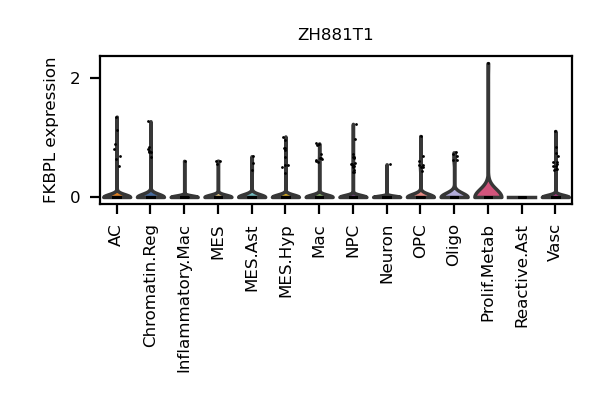 ZH881T1
FKBPL expression
2
0
AC
Chromatin.Reg
Inflammatory.Mac
MES
MES.Ast
MES.Hyp
Mac
NPC
Neuron
OPC
Oligo
Prolif.Metab
Reactive.Ast
Vasc